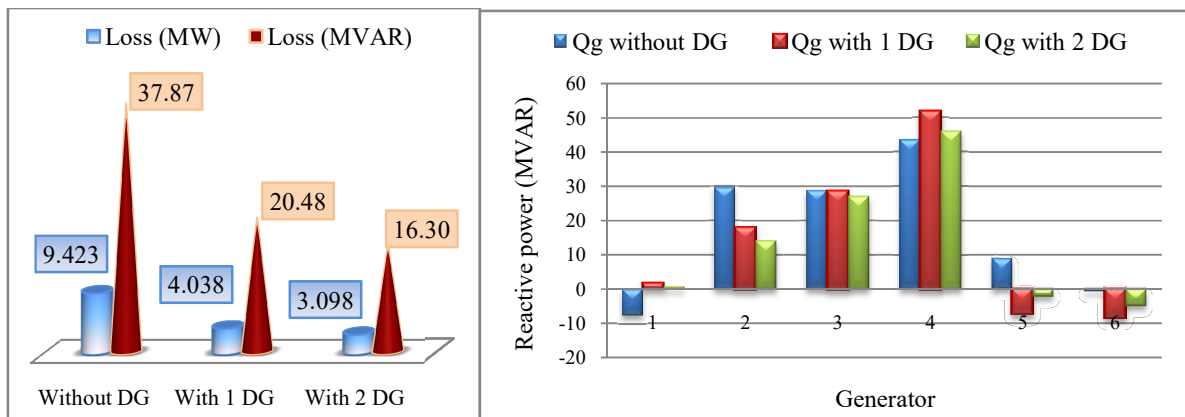 Loss (MW) Loss (MVAR)
37.87
20.48
16.30
9.423
4.038
3.098
Without DG With 1 DG With 2 DG
Qg without DG Qg with 1 DG Qg with 2 DG
Reactive power (MVAR)
60
50
40
30
20
10
0
-10
-20
1 2 3 4 5 6
Generator